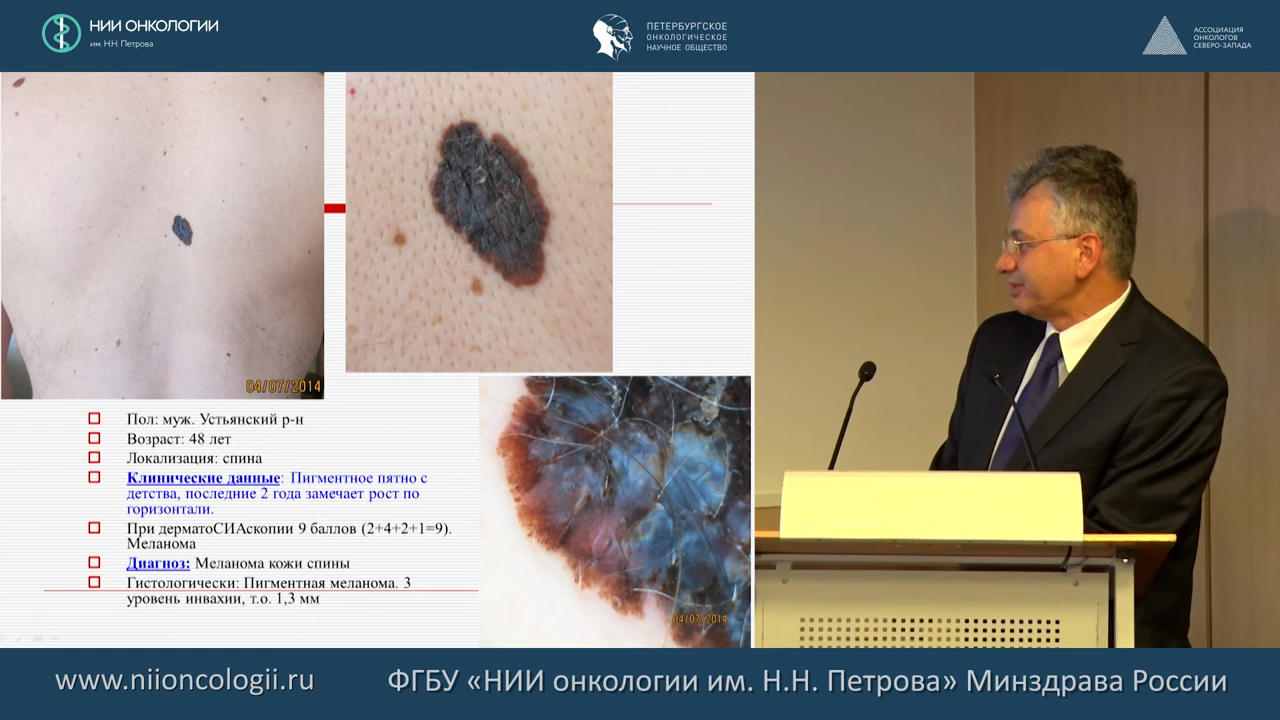 НИИ ОНКОЛОГИИ
им. Н.Н. Петрова
ПЕТЕРБУРГСКОЕ
ОНКОЛОГИЧЕСКОЕ
НАУЧНОЕ ОБЩЕСТВО
АССОЦИАЦИЯ
ОНКОЛОГОВ
СЕВЕРО-ЗАПАДА
04/07/2014
Пол: муж. Устьянский р-н
Возраст: 48 лет
Локализация: спина
Клинические данные: Пигментное пятно с
детства, последние 2 года замечает рост по
горизонтали.
При дерматоСИАскопии 9 баллов (2+4+2+1=9).
Меланома
Диагноз: Меланома кожи спины
Гистологически: Пигментная меланома. 3
уровень инвахии, т.о. 1,3 мм
04/07/2014
www.niioncologii.ru
ФГБУ «НИИ онкологии им. Н.Н. Петрова» Минздрава России